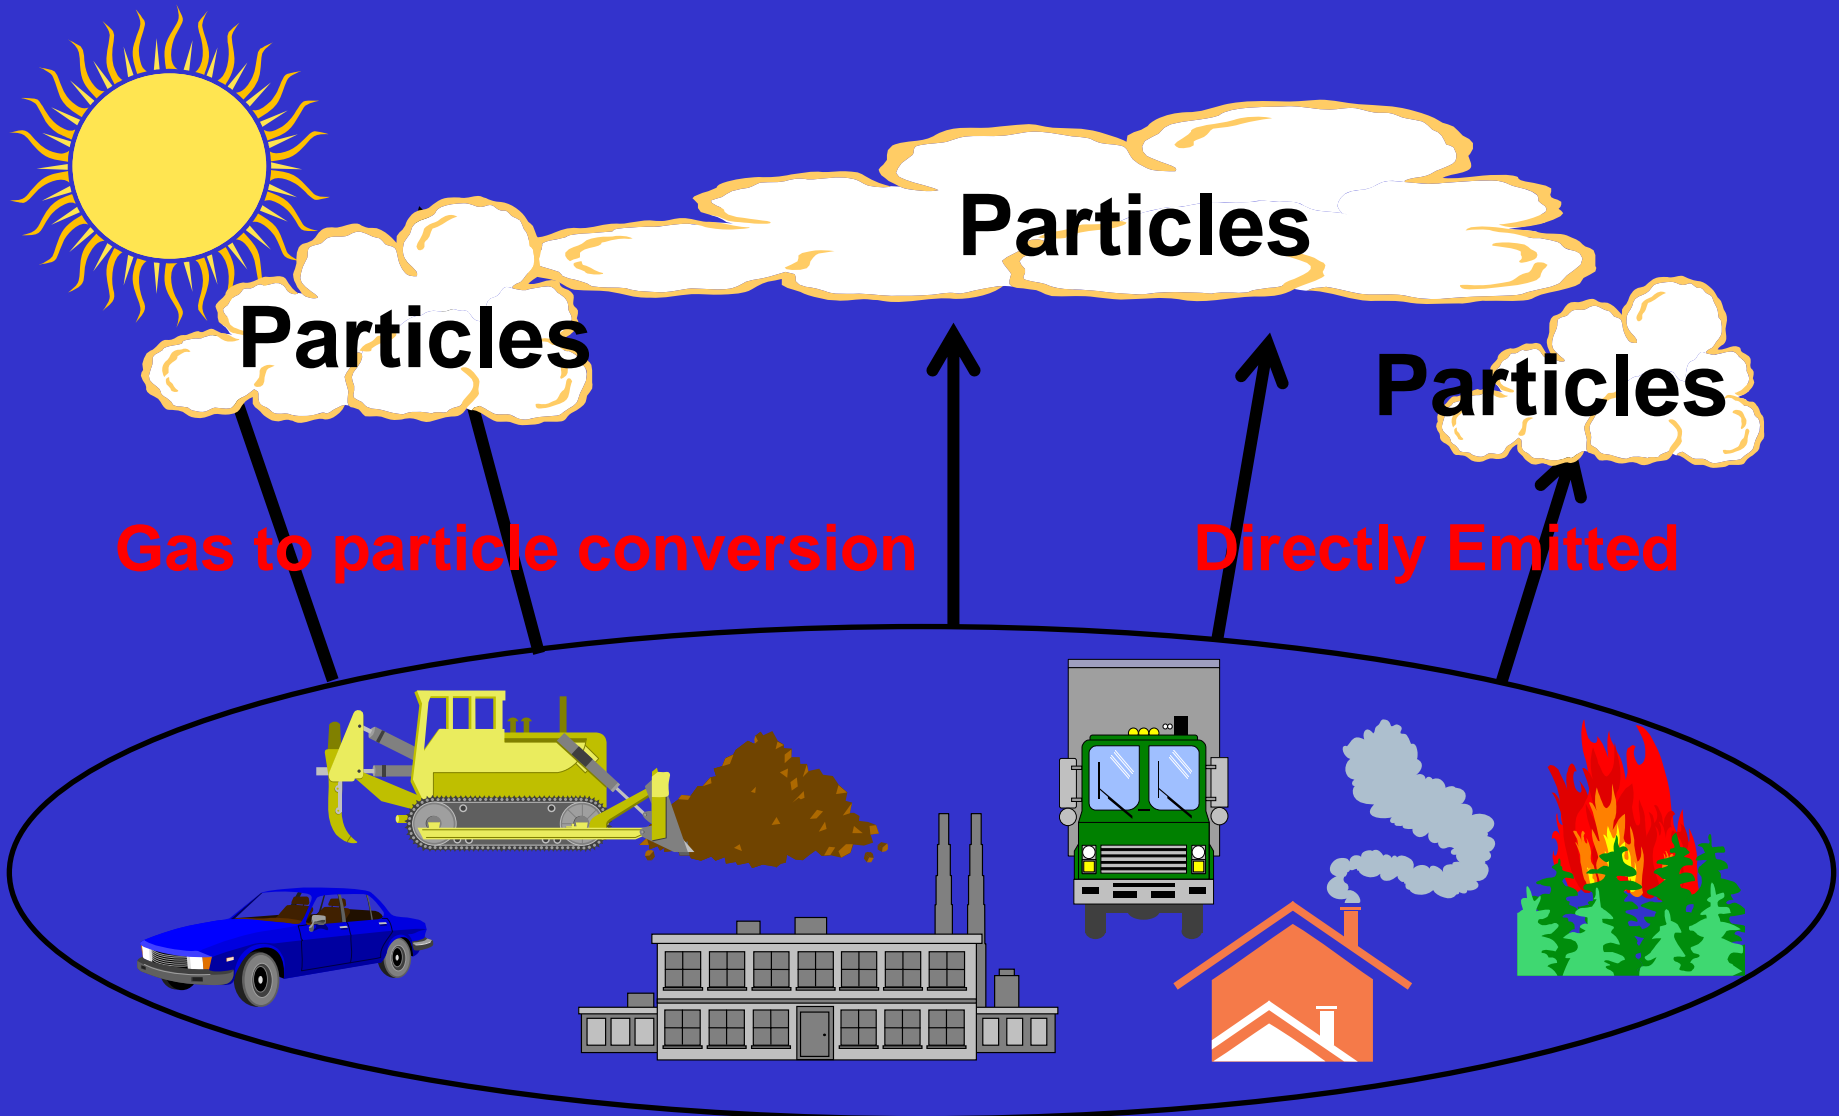 Particles
Particles
Particles
Gas to particle conversion
Directly Emitted